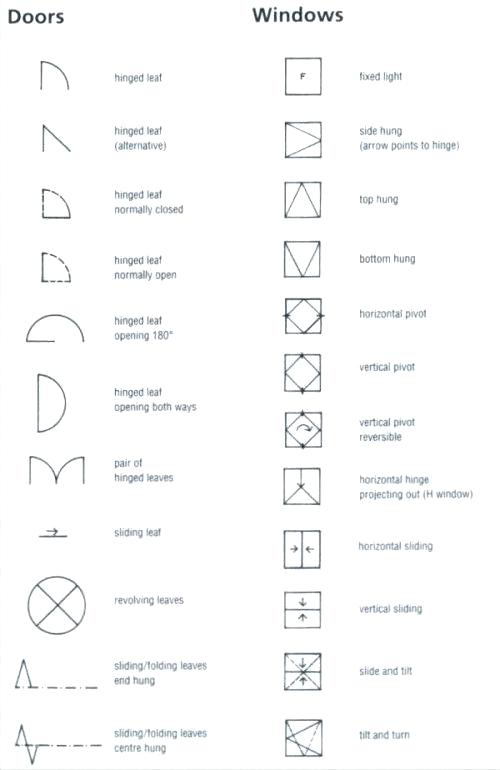 Doors
hinged leaf
hinged leaf
(alternative)
hinged leaf
normally closed
hinged leaf
normally open
hinged leaf
opening 180°
hinged leaf
opening both ways
pair of
hinged leaves
sliding leaf
revolving leaves
sliding/folding leaves
end hung
sliding/folding leaves
centre hung
Windows
F
fixed light
side hung
(arrow points to hinge)
top hung
bottom hung
horizontal pivot
vertical pivot
vertical pivot
reversible
horizontal hinge
projecting out (H window)
horizontal sliding
vertical sliding
slide and tilt
tilt and turn